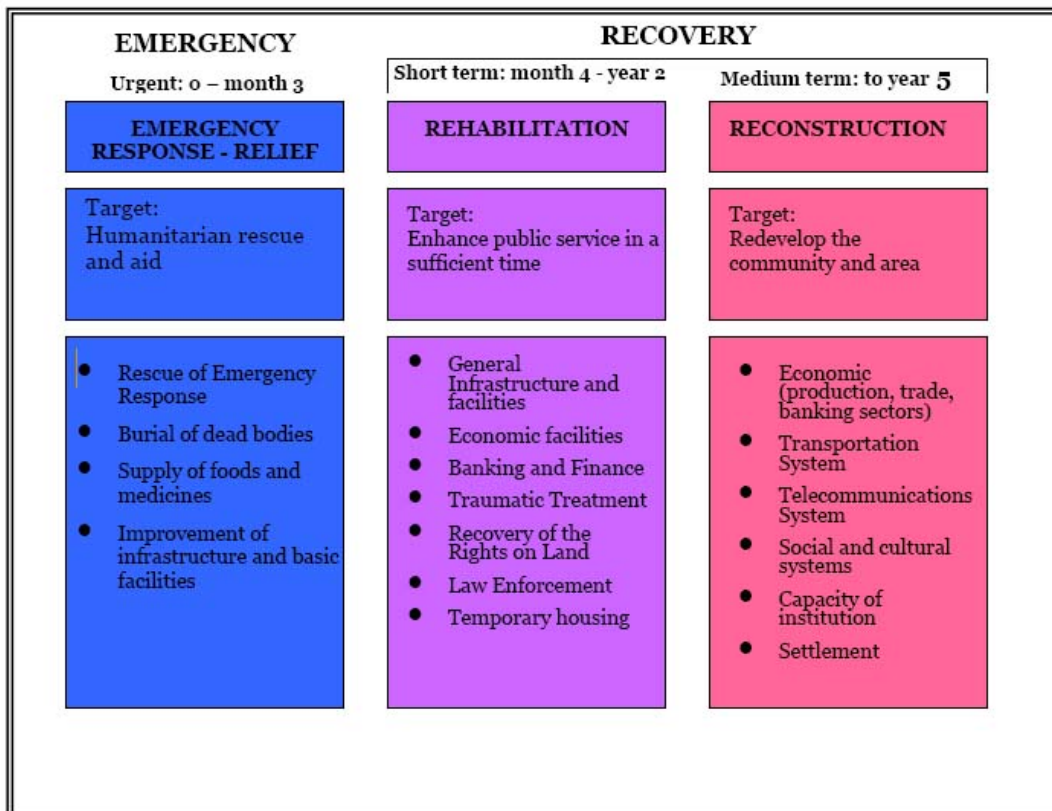 EMERGENCY
Urgent: 0 – month 3
RECOVERY
Short term: month 4 - year 2
Medium term: to year 5
EMERGENCY
RESPONSE - RELIEF
Target:
Humanitarian rescue
and aid
● Rescue of Emergency
Response
● Burial of dead bodies
● Supply of foods and
medicines
● Improvement of
infrastructure and basic
facilities
REHABILITATION
Target:
Enhance public service in a
sufficient time
● General
Infrastructure and
facilities
● Economic facilities
● Banking and Finance
● Traumatic Treatment
● Recovery of the
Rights on Land
● Law Enforcement
● Temporary housing
RECONSTRUCTION
Target:
Redevelop the
community and area
● Economic
(production, trade,
banking sectors)
● Transportation
System
● Telecommunications
System
● Social and cultural
systems
● Capacity of
institution
● Settlement